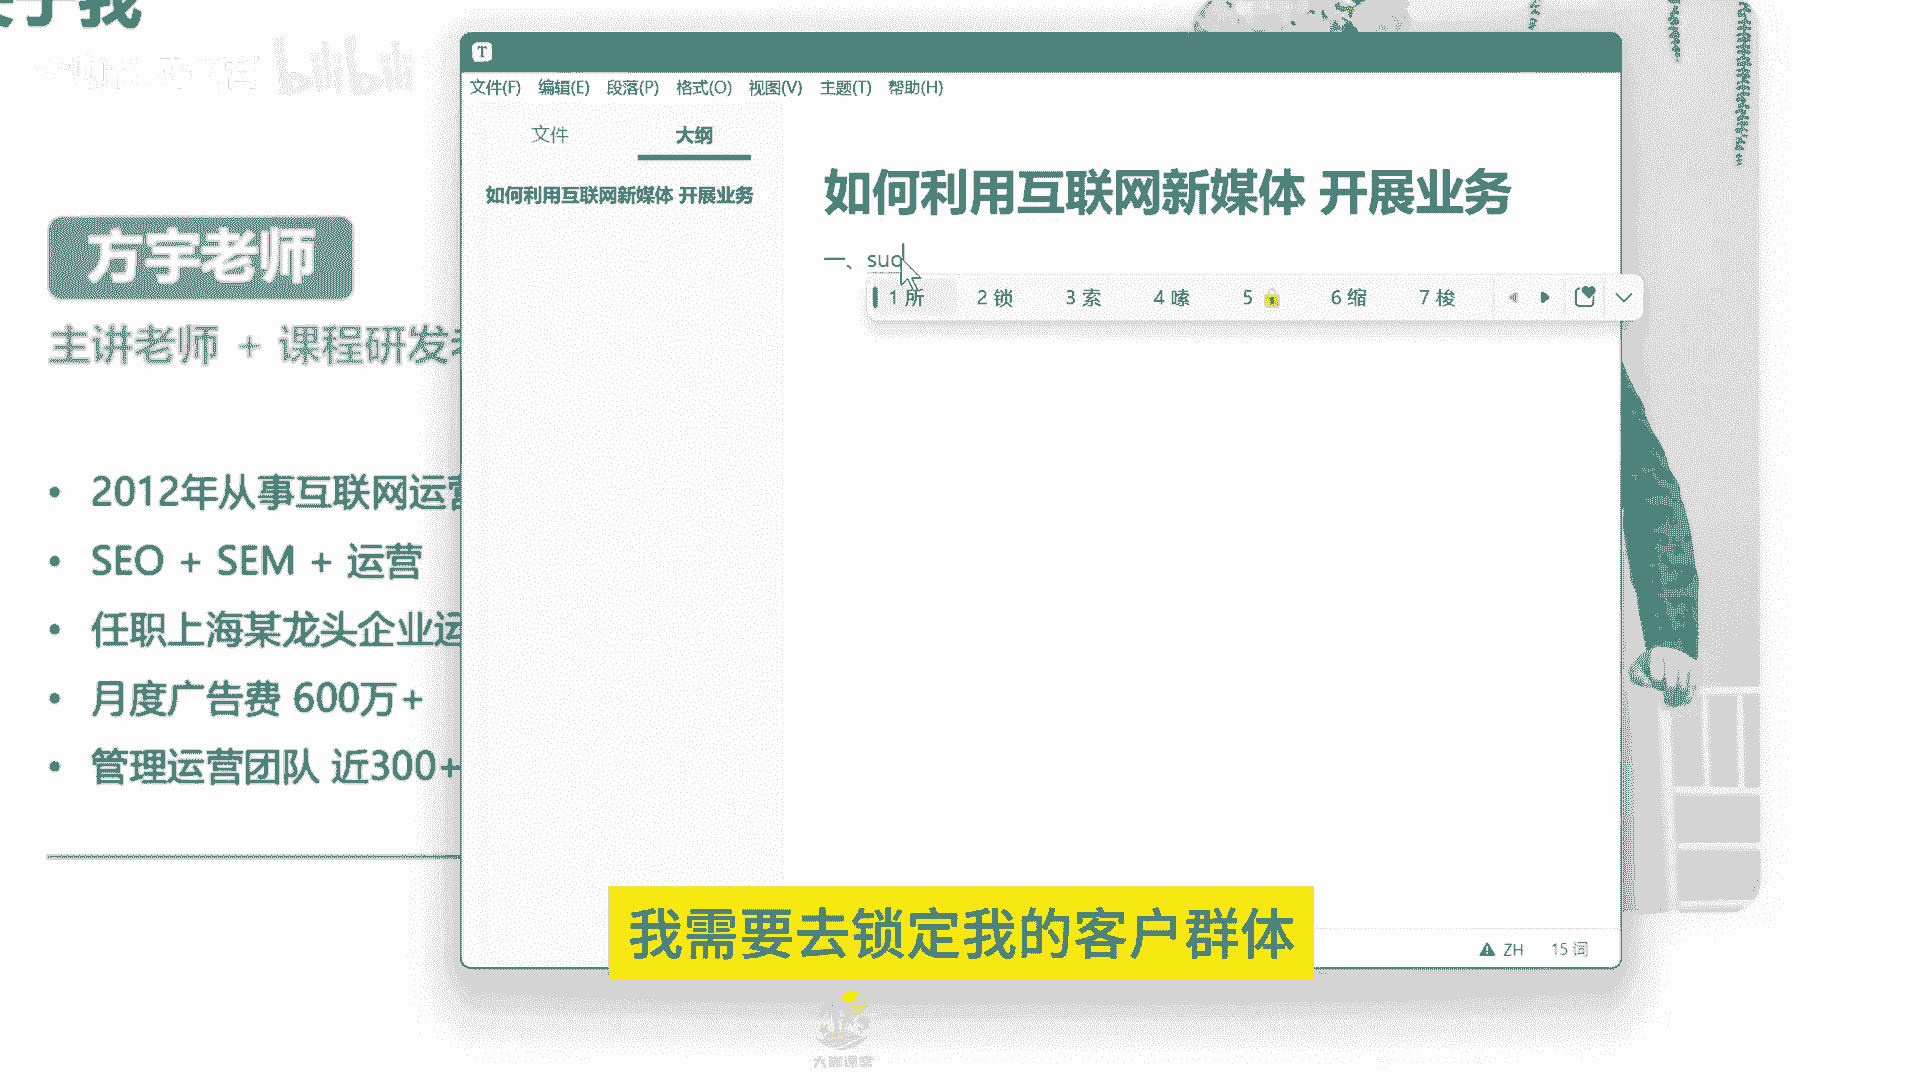 关于我
bilibili
方宇老师
主讲老师 + 课程研发
• 2012年从事互联网运营
• SEO + SEM + 运营
• 任职上海某龙头企业运
• 月度广告费 600万+
• 管理运营团队 近300+
T
文件(F) 编辑(E) 段落(P) 格式(O) 视图(V) 主题(T) 帮助(H)
文件 大纲
如何利用互联网新媒体 开展业务
如何利用互联网新媒体 开展业务
一、suo
1 所 2 锁 3 索 4 嗦 5 🔒 6 缩 7 梭
ZH 15 词
我需要去锁定我的客户群体
大咖课堂